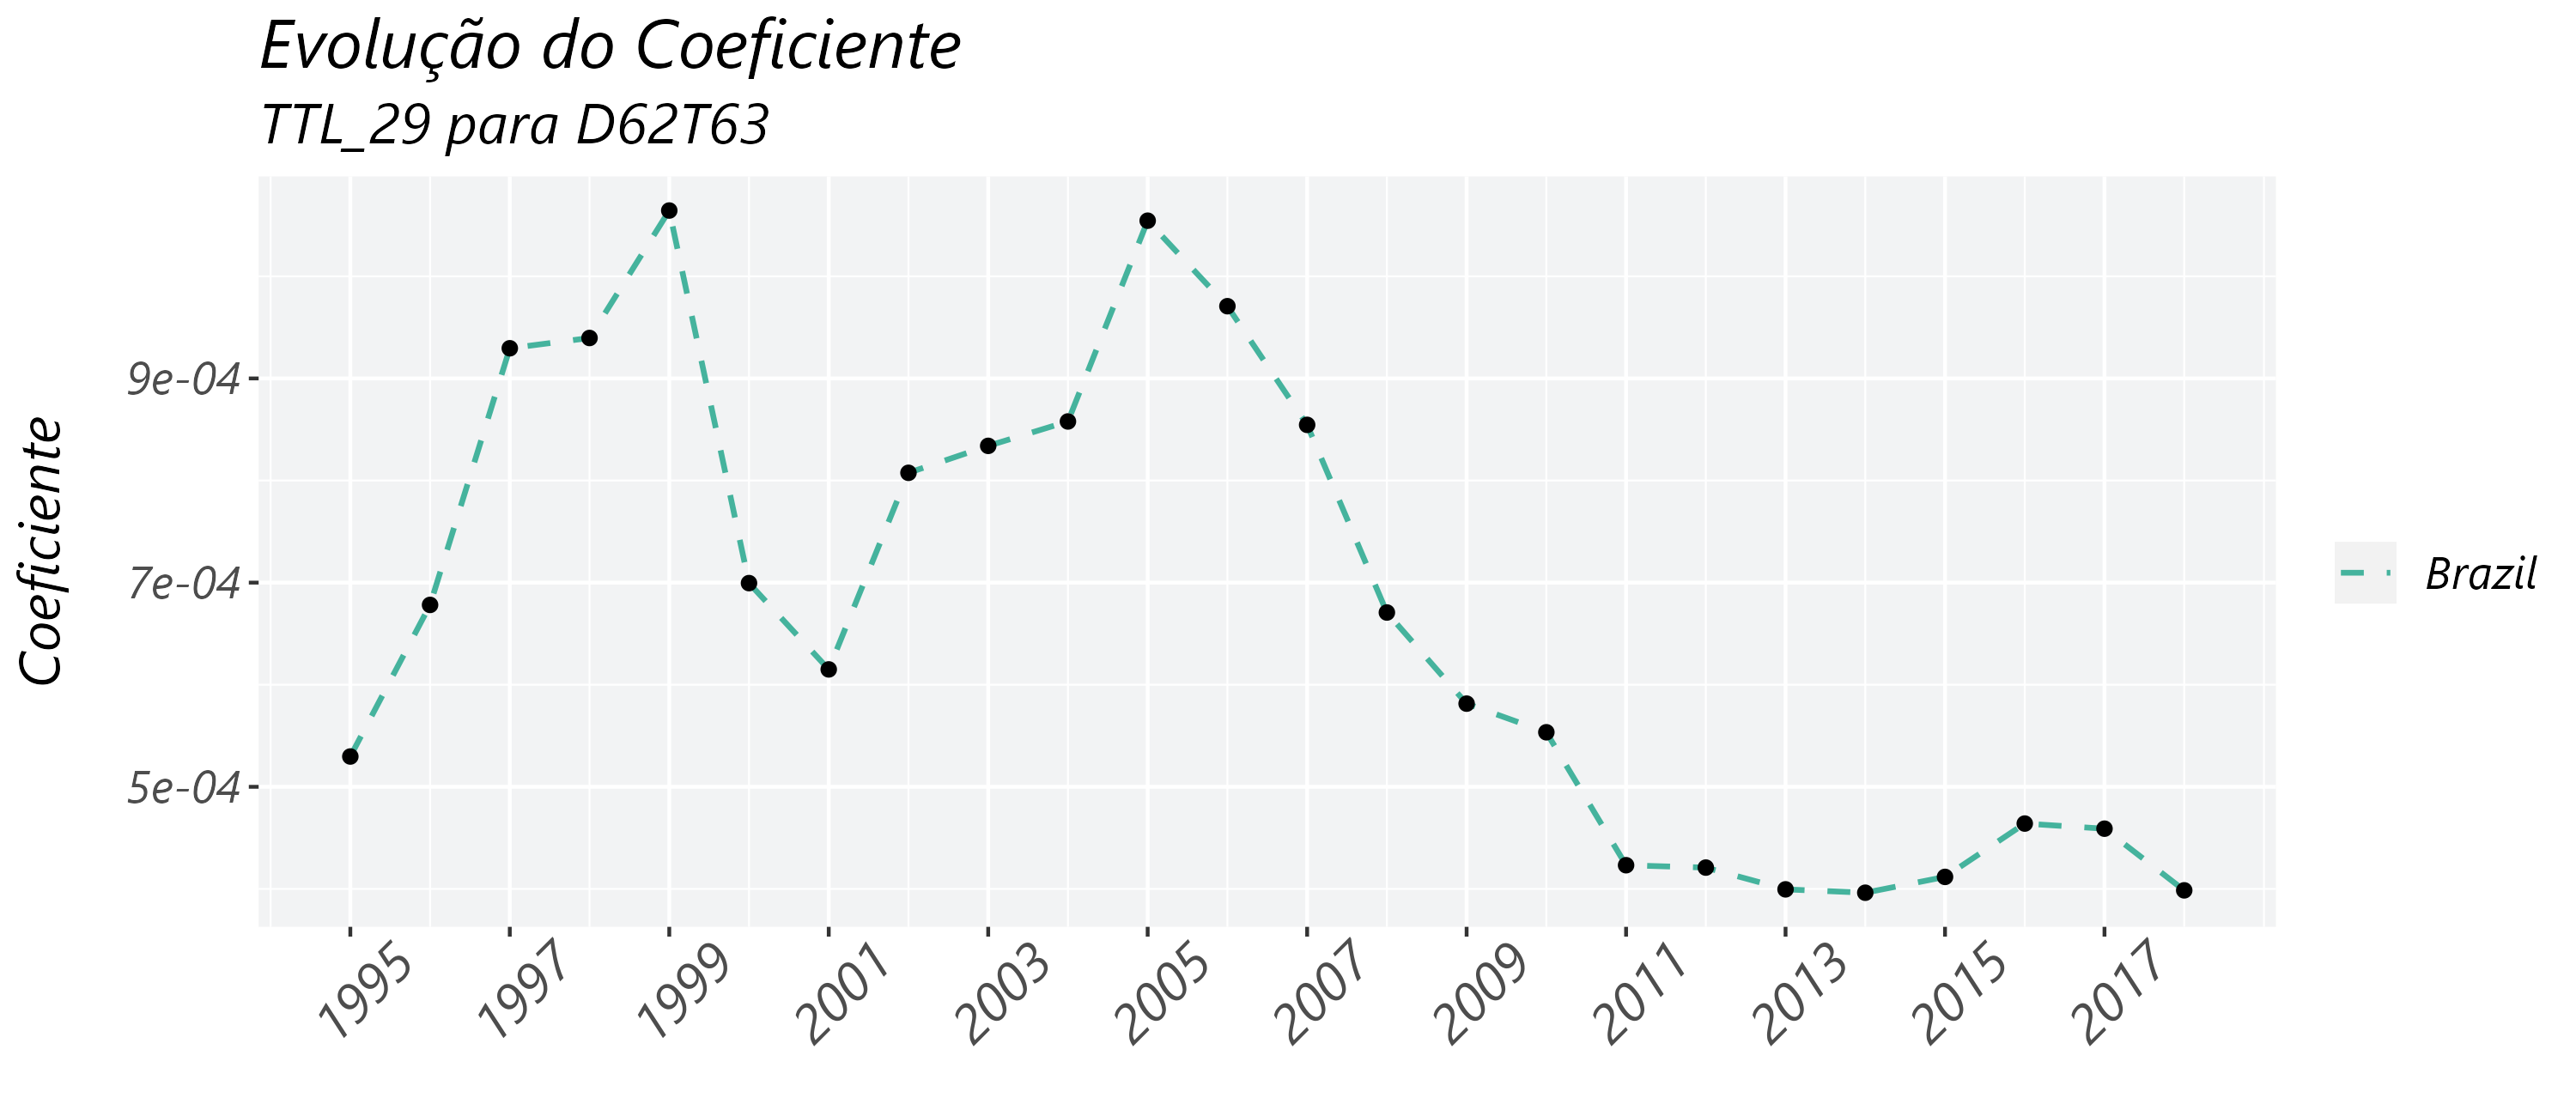 Evolução do Coeficiente
TTL_29 para D62T63
Coeficiente
9e-04
7e-04
5e-04
1995
1997
1999
2001
2003
2005
2007
2009
2011
2013
2015
2017
Brazil